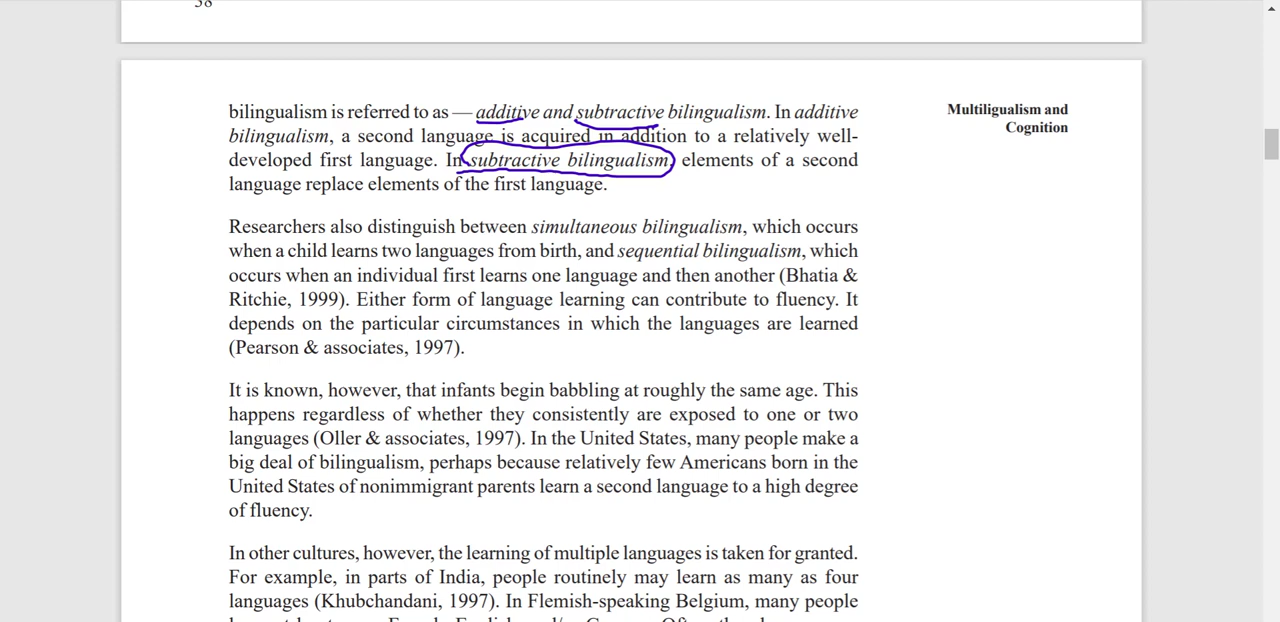 38
bilingualism is referred to as — additive and subtractive bilingualism. In additive
bilingualism, a second language is acquired in addition to a relatively well-
developed first language. In subtractive bilingualism, elements of a second
language replace elements of the first language.
Multiligualism and
Cognition
Researchers also distinguish between simultaneous bilingualism, which occurs
when a child learns two languages from birth, and sequential bilingualism, which
occurs when an individual first learns one language and then another (Bhatia &
Ritchie, 1999). Either form of language learning can contribute to fluency. It
depends on the particular circumstances in which the languages are learned
(Pearson & associates, 1997).
It is known, however, that infants begin babbling at roughly the same age. This
happens regardless of whether they consistently are exposed to one or two
languages (Oller & associates, 1997). In the United States, many people make a
big deal of bilingualism, perhaps because relatively few Americans born in the
United States of nonimmigrant parents learn a second language to a high degree
of fluency.
In other cultures, however, the learning of multiple languages is taken for granted.
For example, in parts of India, people routinely may learn as many as four
languages (Khubchandani, 1997). In Flemish-speaking Belgium, many people